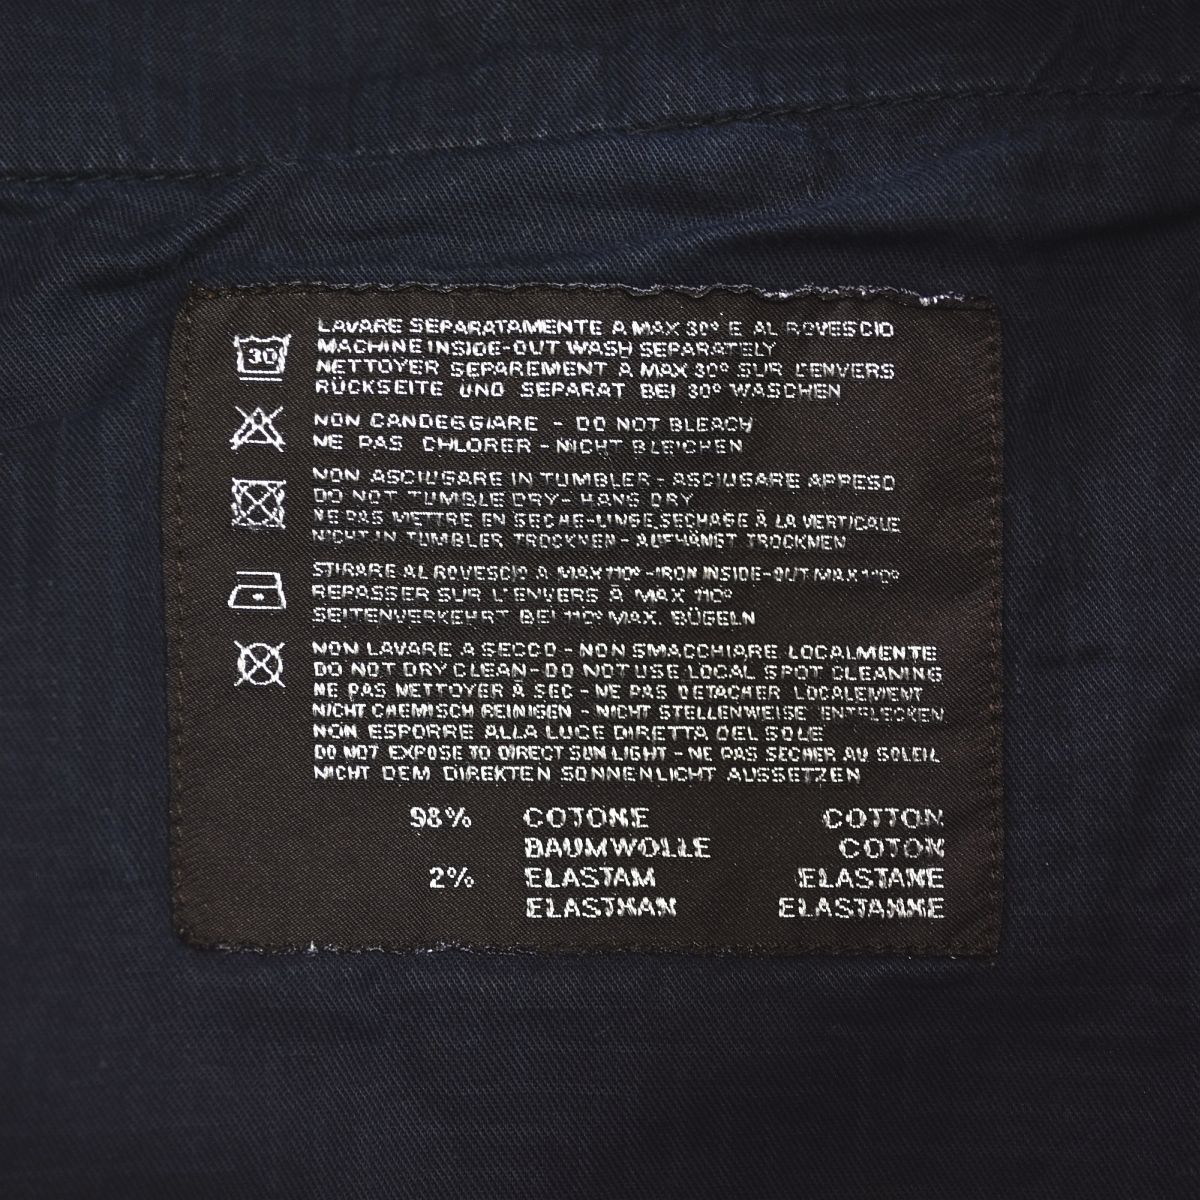 30
LAVARE SEPARATAMENTE A MAX 30° E AL ROVESCIO
MACHINE INSIDE-OUT WASH SEPARATELY
NETTOYER SEPAREMENT A MAX 30° SUR L'ENVERS
RÜCKSEITE UND SEPARAT BEI 30° WASCHEN
NON CANDEGGIARE - DO NOT BLEACH
NE PAS CHLORER - NICHT BLEICHEN
NON ASCIUGARE IN TUMBLER - ASCIUGARE APPESO
DO NOT TUMBLE DRY - HANG DRY
NE PAS METTRE EN SECHE-LINGE SECHAGE À LA VERTICALE
NICHT IN TUMBLER TROCKNEN - AUFHÄNGT TROCKNEN
STIRARE AL ROVESCIO A MAX 110° - IRON INSIDE-OUT MAX 110°
REPASSER SUR L'ENVERS À MAX 110°
SEITENVERKEHRT BEI 110° MAX. BÜGELN
NON LAVARE A SECCO - NON SMACCHIARE LOCALMENTE
DO NOT DRY CLEAN - DO NOT USE LOCAL SPOT CLEANING
NE PAS NETTOYER À SEC - NE PAS DETACHER LOCALEMENT
NICHT CHEMISCH REINIGEN - NICHT STELLENWEISE ENTFLECKEN
NON ESPORRE ALLA LUCE DIRETTA DEL SOLE
DO NOT EXPOSE TO DIRECT SUN LIGHT - NE PAS SECHER AU SOLEIL
NICHT DEM DIREKTEN SONNENLICHT AUSSETZEN
98% COTONE COTTON
BAUMWOLLE COTON
2% ELASTAM ELASTANE
ELASTHAN ELASTANNE